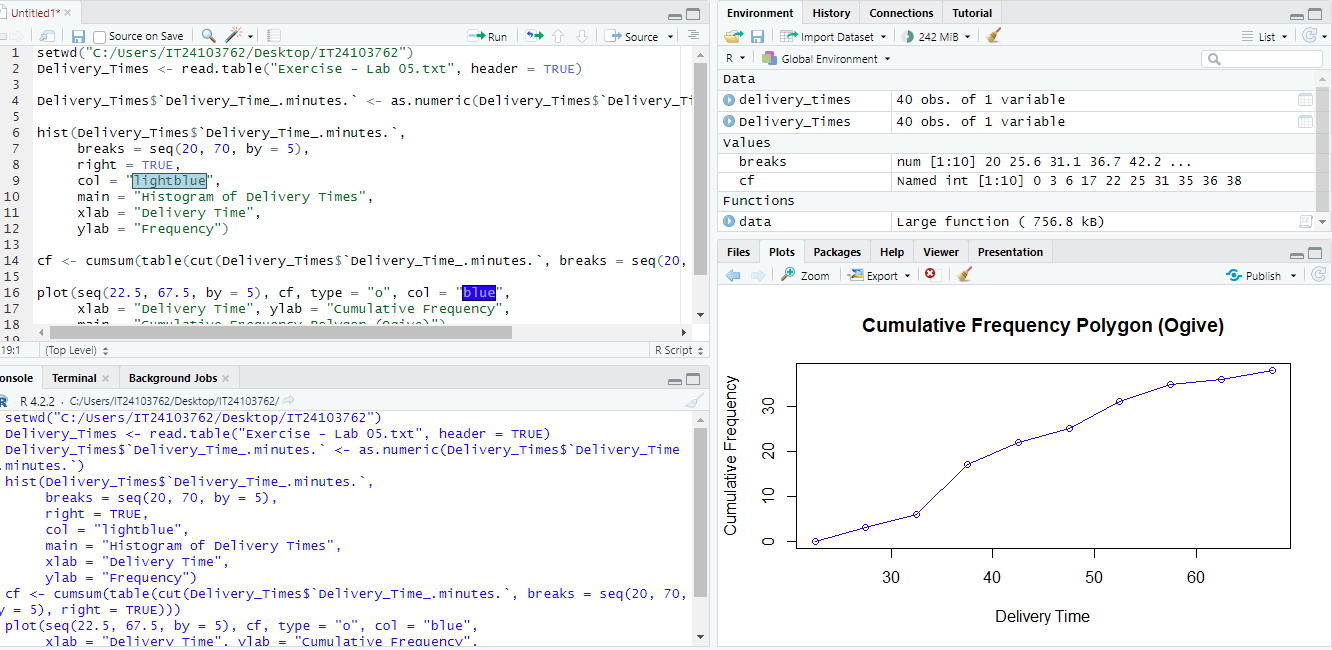 Untitled1*
Source on Save
Run
Source
1 setwd("C:/Users/IT24103762/Desktop/IT24103762")
2 Delivery_Times <- read.table("Exercise - Lab 05.txt", header = TRUE)
3
4 Delivery_Times$`Delivery_Time_.minutes.` <- as.numeric(Delivery_Times$`Delivery_Ti
5
6 hist(Delivery_Times$`Delivery_Time_.minutes.`,
7 breaks = seq(20, 70, by = 5),
8 right = TRUE,
9 col = "lightblue",
10 main = "Histogram of Delivery Times",
11 xlab = "Delivery Time",
12 ylab = "Frequency")
13
14 cf <- cumsum(table(cut(Delivery_Times$`Delivery_Time_.minutes.`, breaks = seq(20,
15
16 plot(seq(22.5, 67.5, by = 5), cf, type = "o", col = "blue",
17 xlab = "Delivery Time", ylab = "Cumulative Frequency",
18 main = "Cumulative Frequency Polygon (Ogive)")
19
19:1 (Top Level) R Script
onsole Terminal Background Jobs
R 4.2.2 · C:/Users/IT24103762/Desktop/IT24103762/
setwd("C:/Users/IT24103762/Desktop/IT24103762")
Delivery_Times <- read.table("Exercise - Lab 05.txt", header = TRUE)
Delivery_Times$`Delivery_Time_.minutes.` <- as.numeric(Delivery_Times$`Delivery_Time
.minutes.`)
hist(Delivery_Times$`Delivery_Time_.minutes.`,
breaks = seq(20, 70, by = 5),
right = TRUE,
col = "lightblue",
main = "Histogram of Delivery Times",
xlab = "Delivery Time",
ylab = "Frequency")
cf <- cumsum(table(cut(Delivery_Times$`Delivery_Time_.minutes.`, breaks = seq(20, 70,
y = 5), right = TRUE)))
plot(seq(22.5, 67.5, by = 5), cf, type = "o", col = "blue",
xlab = "Delivery Time", ylab = "Cumulative Frequency",
Environment History Connections Tutorial
Import Dataset 242 MiB List
R Global Environment
Data
delivery_times 40 obs. of 1 variable
Delivery_Times 40 obs. of 1 variable
Values
breaks num [1:10] 20 25.6 31.1 36.7 42.2 ...
cf Named int [1:10] 0 3 6 17 22 25 31 35 36 38
Functions
data Large function ( 756.8 kB)
Files Plots Packages Help Viewer Presentation
Zoom Export Publish
Cumulative Frequency Polygon (Ogive)
Cumulative Frequency
30
20
10
0
30 40 50 60
Delivery Time